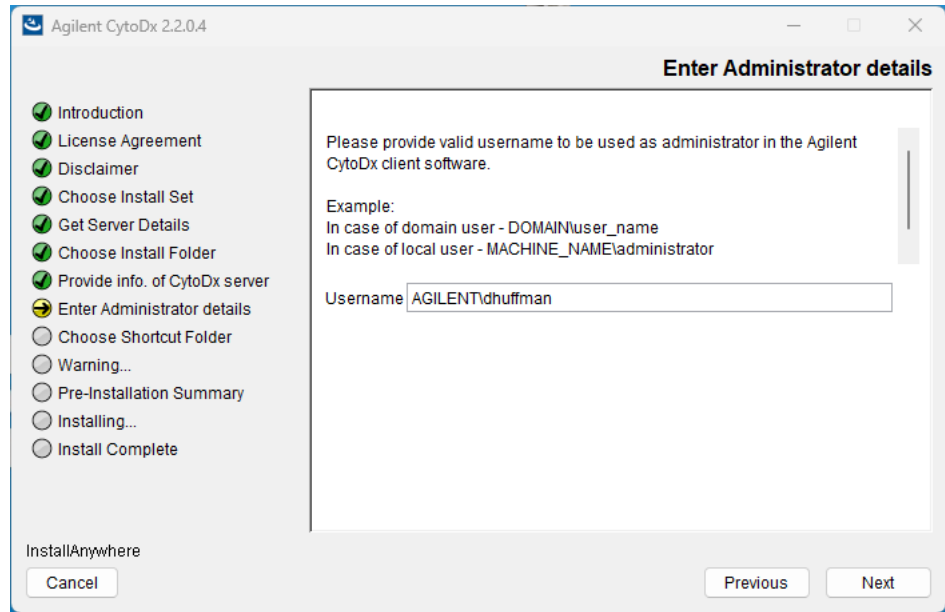 Agilent CytoDx 2.2.0.4
Enter Administrator details
Introduction
License Agreement
Disclaimer
Choose Install Set
Get Server Details
Choose Install Folder
Provide info. of CytoDx server
Enter Administrator details
Choose Shortcut Folder
Warning...
Pre-Installation Summary
Installing...
Install Complete
Please provide valid username to be used as administrator in the Agilent
CytoDx client software.
Example:
In case of domain user - DOMAIN\user_name
In case of local user - MACHINE_NAME\administrator
Username AGILENT\dhuffman
InstallAnywhere
Cancel
Previous
Next